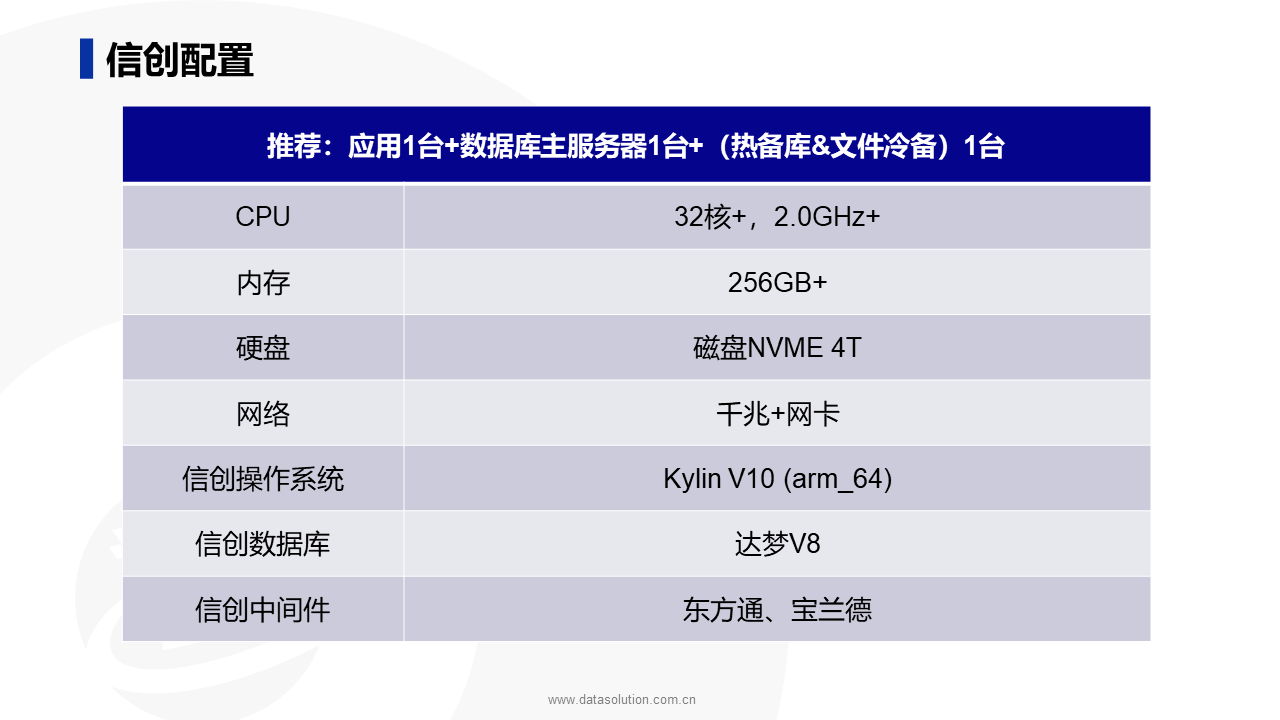 信创配置
推荐：应用1台+数据库主服务器1台+（热备库&文件冷备）1台
CPU
32核+，2.0GHz+
内存
256GB+
硬盘
磁盘NVME 4T
网络
千兆+网卡
信创操作系统
Kylin V10 (arm_64)
信创数据库
达梦V8
信创中间件
东方通、宝兰德
www.datasolution.com.cn